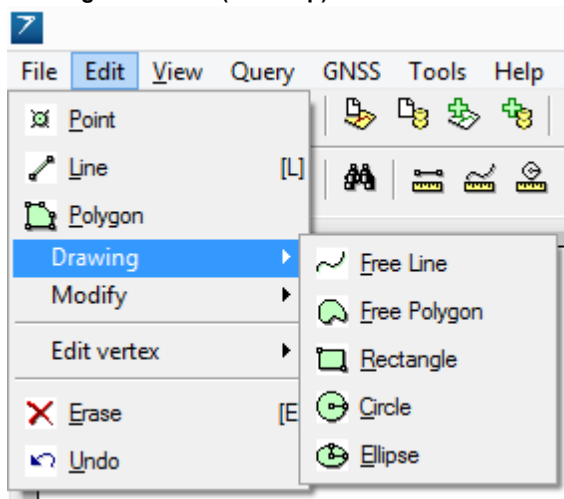 File Edit View Query GNSS Tools Help
Point
Line [L]
Polygon
Drawing
Modify
Edit vertex
Erase [E
Undo
Free Line
Free Polygon
Rectangle
Circle
Ellipse